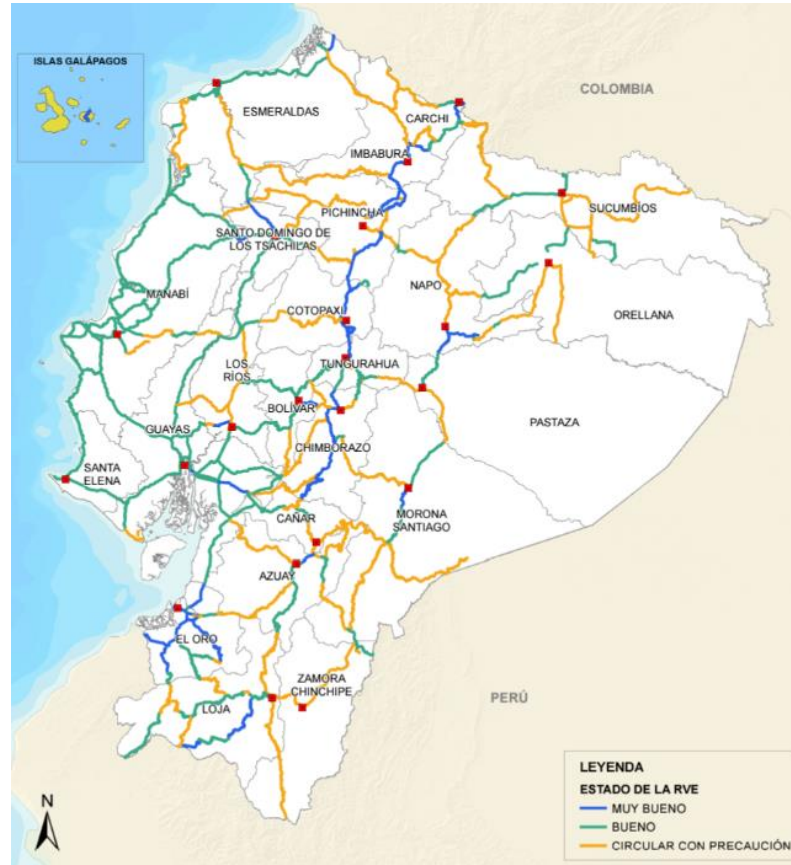 ISLAS GALÁPAGOS
COLOMBIA
ESMERALDAS
CARCHI
IMBABURA
SUCUMBÍOS
PICHINCHA
SANTO DOMINGO DE
LOS TSACHILAS
NAPO
MANABÍ
COTOPAXI
ORELLANA
LOS
RÍOS
TUNGURAHUA
BOLÍVAR
PASTAZA
GUAYAS
CHIMBORAZO
SANTA
ELENA
MORONA
SANTIAGO
CAÑAR
AZUAY
EL ORO
ZAMORA
CHINCHIPE
PERÚ
LOJA
LEYENDA
ESTADO DE LA RVE
MUY BUENO
BUENO
CIRCULAR CON PRECAUCIÓN
N